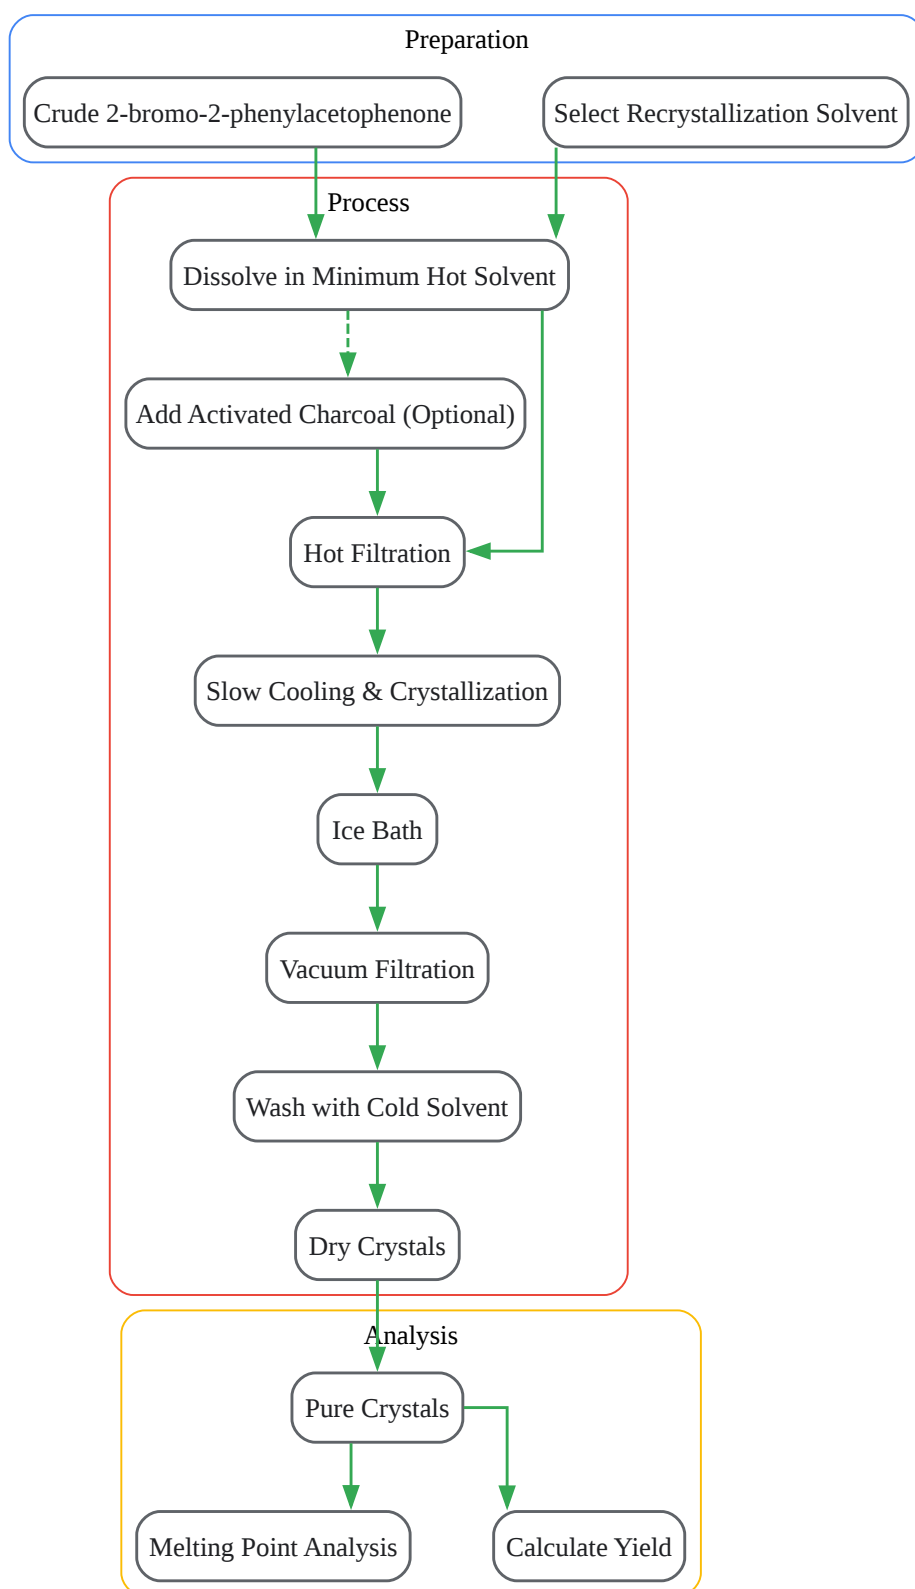 Preparation
Crude 2-bromo-2-phenylacetophenone
Select Recrystallization Solvent
Process
Dissolve in Minimum Hot Solvent
Add Activated Charcoal (Optional)
Hot Filtration
Slow Cooling & Crystallization
Ice Bath
Vacuum Filtration
Wash with Cold Solvent
Dry Crystals
Analysis
Pure Crystals
Melting Point Analysis
Calculate Yield